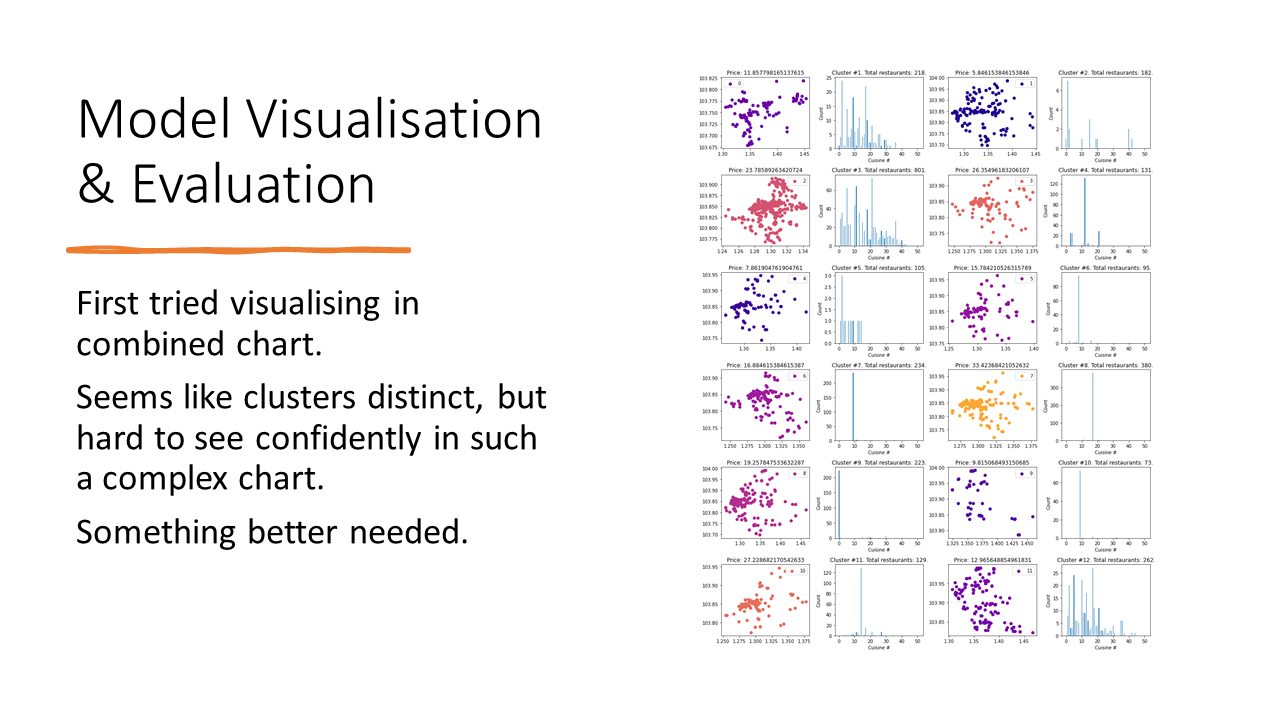 Model Visualisation
& Evaluation
First tried visualising in
combined chart.
Seems like clusters distinct, but
hard to see confidently in such
a complex chart.
Something better needed.
Price: 11.857798165137615
Cluster #1. Total restaurants: 218.
Price: 5.846153846153846
Cluster #2. Total restaurants: 182.
Price: 23.78589263420724
Cluster #3. Total restaurants: 801.
Price: 26.35496183206107
Cluster #4. Total restaurants: 131.
Price: 7.861904761904761
Cluster #5. Total restaurants: 105.
Price: 15.784210526315789
Cluster #6. Total restaurants: 95.
Price: 16.884615384615387
Cluster #7. Total restaurants: 234.
Price: 33.42368421052632
Cluster #8. Total restaurants: 380.
Price: 19.257847533632287
Cluster #9. Total restaurants: 223.
Price: 9.815068493150685
Cluster #10. Total restaurants: 73.
Price: 27.228682170542633
Cluster #11. Total restaurants: 129.
Price: 12.965648854961831
Cluster #12. Total restaurants: 262.